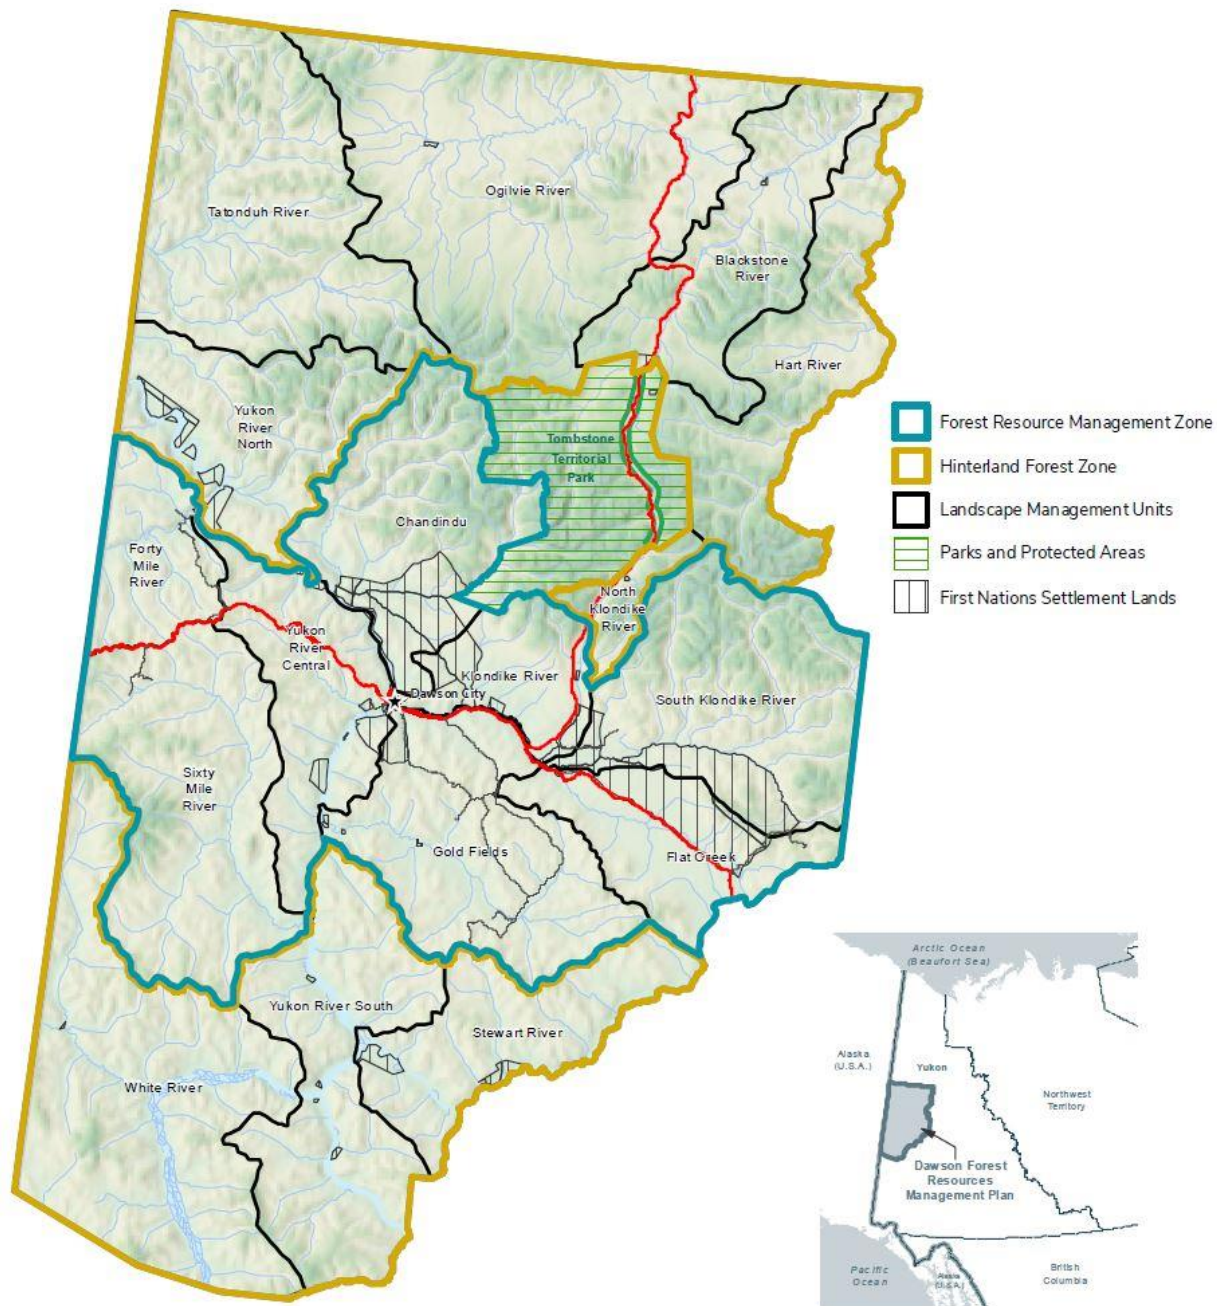 Ogilvie River
Tatonduh River
Blackstone
River
Hart River
Yukon
River
North
Tombstone
Territorial
Park
Chandindu
Forty
Mile
River
North
Klondike
River
Yukon
River
Central
Klondike River
Dawson City
South Klondike River
Sixty
Mile
River
Gold Fields
Flat Creek
Yukon River South
Stewart River
White River
Forest Resource Management Zone
Hinterland Forest Zone
Landscape Management Units
Parks and Protected Areas
First Nations Settlement Lands
Arctic Ocean
(Beaufort Sea)
Alaska
(U.S.A.)
Yukon
Northwest
Territory
Dawson Forest
Resources
Management Plan
Pacific
Ocean
Alaska
(U.S.A.)
British
Columbia